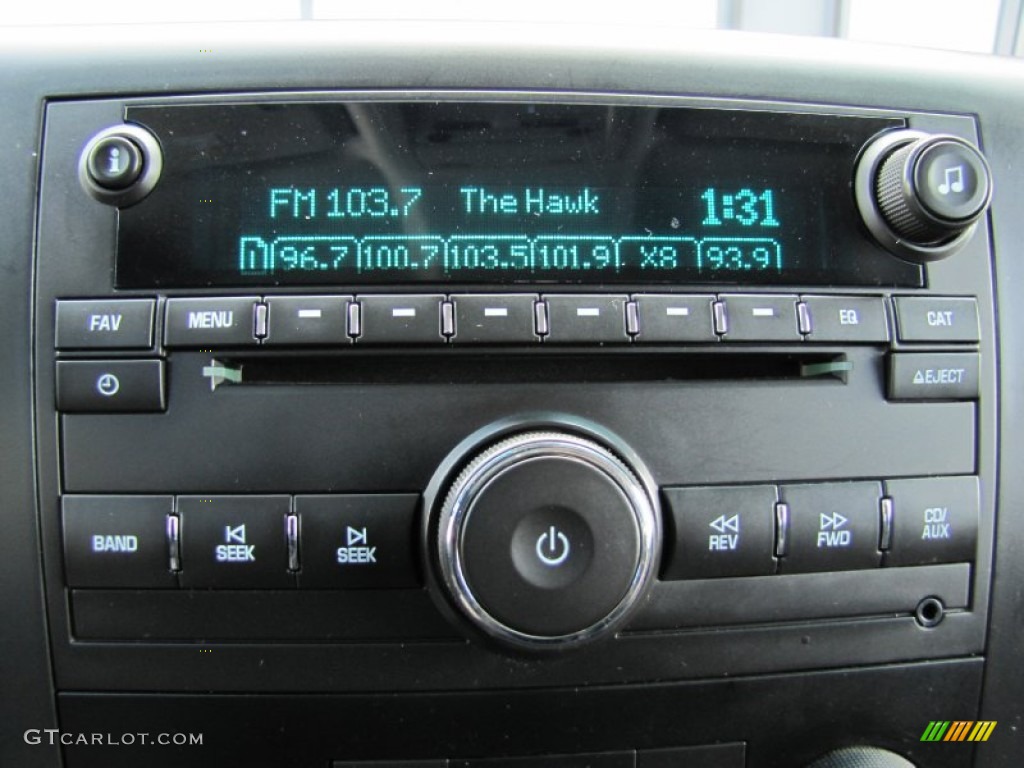 i
FM 103.7 The Hawk 1:31
96.7 100.7 103.5 101.9 X8 93.9
FAV MENU EQ CAT
EJECT
BAND SEEK SEEK REV FWD CD/
AUX
GTCARLOT.COM